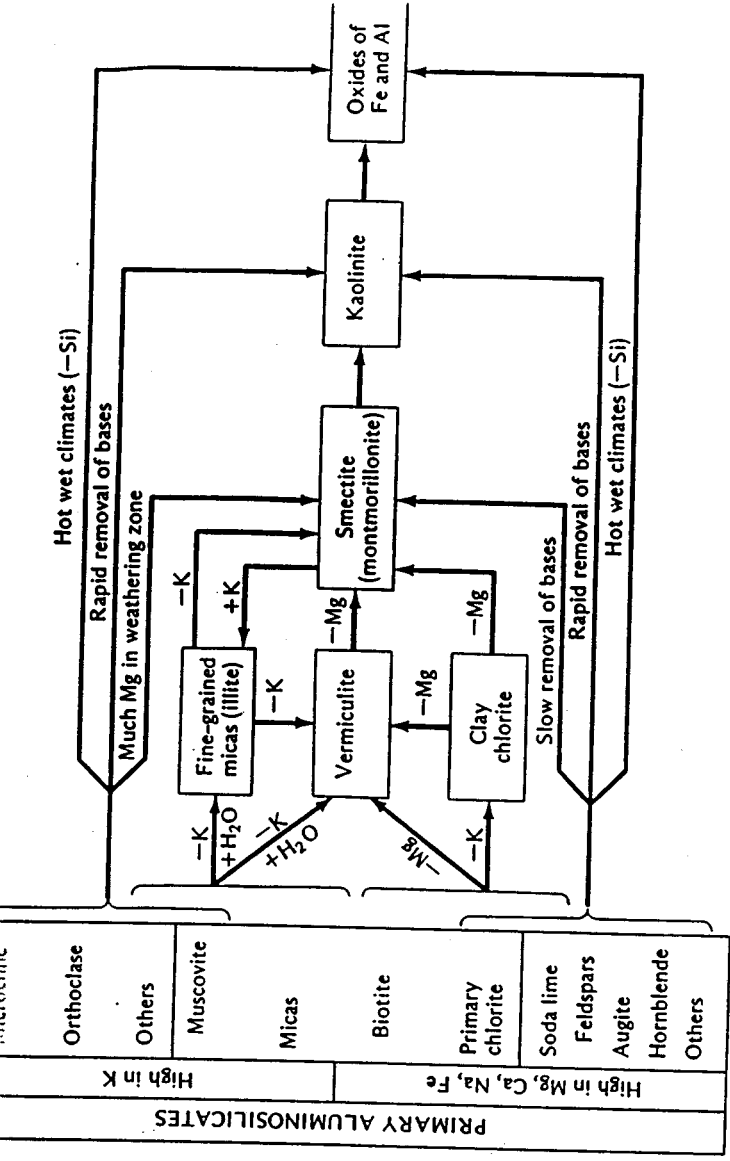 PRIMARY ALUMINOSILICATES
High in K
High in Mg, Ca, Na, Fe
Orthoclase
Others
Muscovite
Micas
Biotite
Primary
chlorite
Soda lime
Feldspars
Augite
Hornblende
Others
Hot wet climates (−Si)
Rapid removal of bases
Much Mg in weathering zone
−K
+H₂O
−K
+H₂O
−Mg
−K
Fine-grained
micas (illite)
−K
+K
−K
Vermiculite
−Mg
−Mg
Clay
chlorite
−Mg
Slow removal of bases
Rapid removal of bases
Hot wet climates (−Si)
Smectite
(montmorillonite)
Kaolinite
Oxides of
Fe and Al